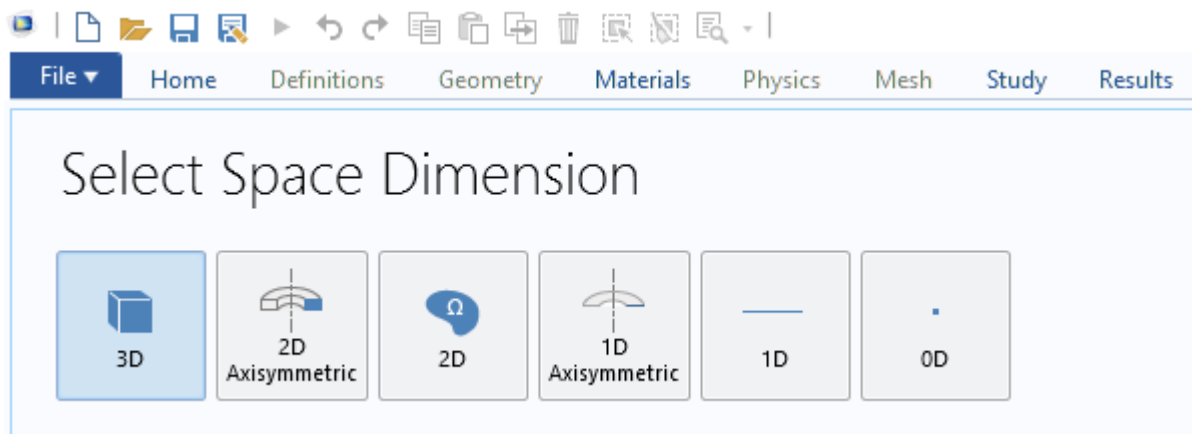 File Home Definitions Geometry Materials Physics Mesh Study Results
Select Space Dimension
3D
2D
Axisymmetric
Ω
2D
1D
Axisymmetric
1D
0D